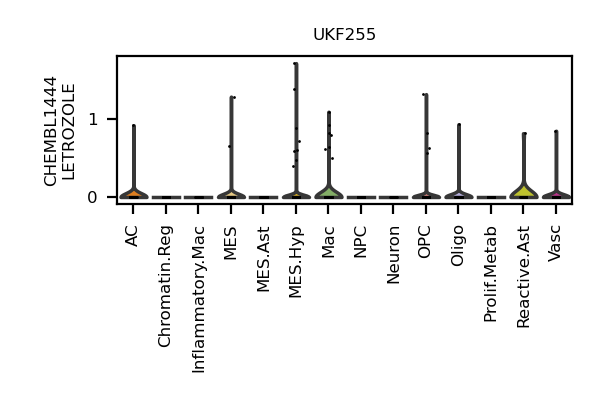 UKF255
CHEMBL1444
LETROZOLE
1
0
AC
Chromatin.Reg
Inflammatory.Mac
MES
MES.Ast
MES.Hyp
Mac
NPC
Neuron
OPC
Oligo
Prolif.Metab
Reactive.Ast
Vasc